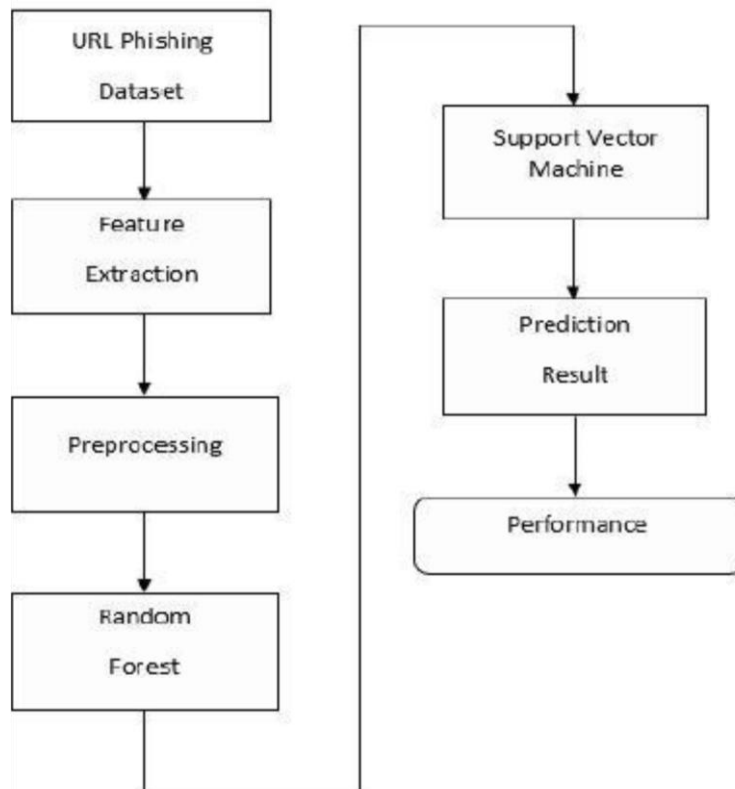 URL Phishing
Dataset
Feature
Extraction
Preprocessing
Random
Forest
Support Vector
Machine
Prediction
Result
Performance